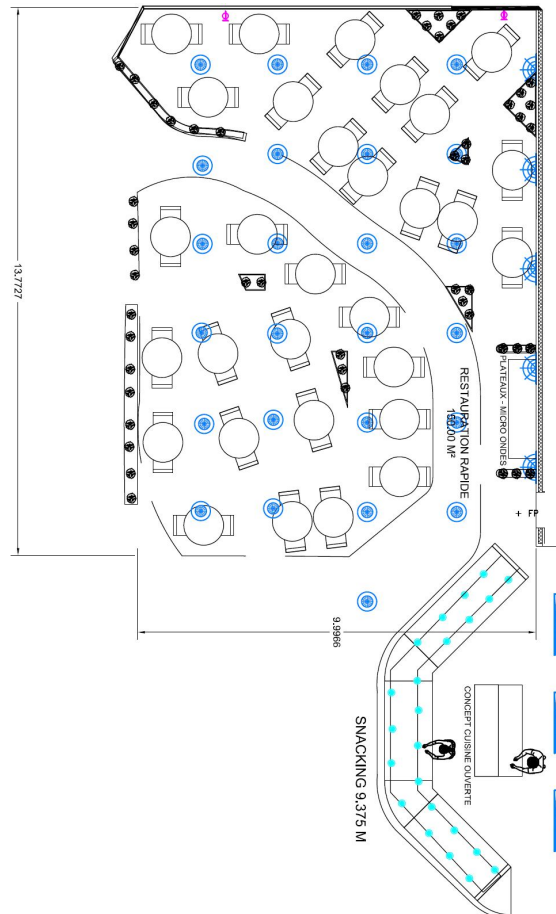 13.7727
PLATEAUX - MICRO ONDES
RESTAURATION RAPIDE
150.00 M²
+ FP
9.9966
CONCEPT CUISINE OUVERTE
SNACKING 9.375 M